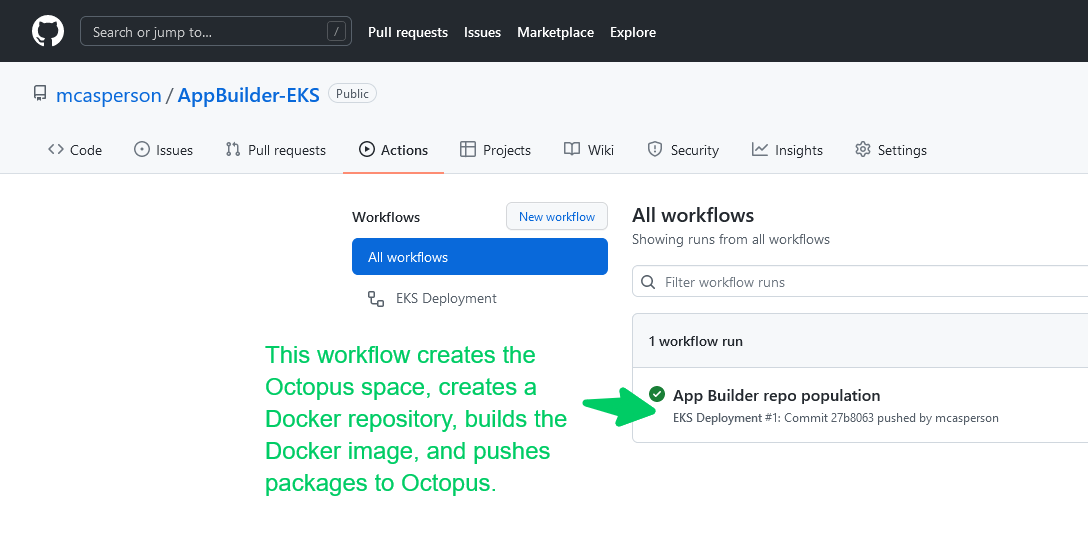 Search or jump to... /
Pull requests Issues Marketplace Explore
mcasperson / AppBuilder-EKS Public
Code Issues Pull requests Actions Projects Wiki Security Insights Settings
Workflows
New workflow
All workflows
EKS Deployment
This workflow creates the
Octopus space, creates a
Docker repository, builds the
Docker image, and pushes
packages to Octopus.
All workflows
Showing runs from all workflows
Filter workflow runs
1 workflow run
App Builder repo population
EKS Deployment #1: Commit 27b8063 pushed by mcasperson